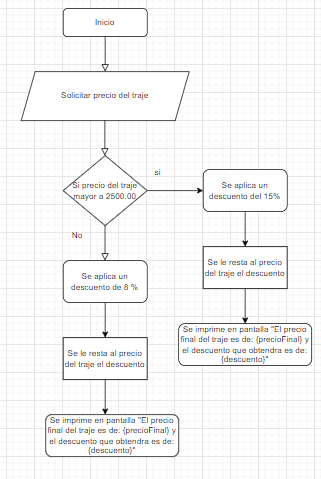 Inicio
Solicitar precio del traje
Si precio del traje
mayor a 2500.00
si
Se aplica un
descuento del 15%
No
Se le resta al precio
del traje el descuento
Se aplica un
descuento de 8 %
Se imprime en pantalla "El precio
final del traje es de: {precioFinal} y
el descuento que obtendra es de:
{descuento}"
Se le resta al precio
del traje el descuento
Se imprime en pantalla "El precio
final del traje es de: {precioFinal} y
el descuento que obtendra es de:
{descuento}"